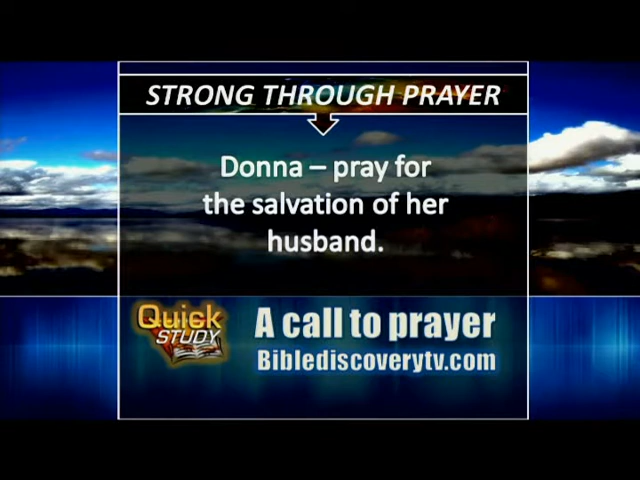 STRONG THROUGH PRAYER
Donna – pray for
the salvation of her
husband.
Quick
STUDY
A call to prayer
Biblediscoverytv.com